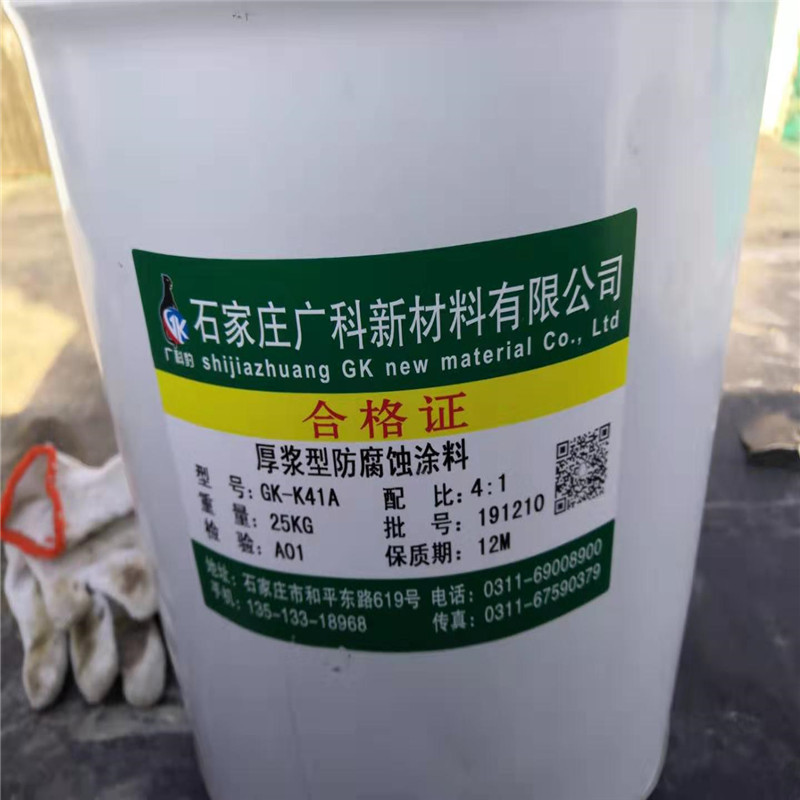 石家庄广科新材料有限公司
GK
广科豹 shijiazhuang GK new material Co., Ltd
合格证
厚浆型防腐蚀涂料
型 号: GK-K41A 配 比: 4:1
重 量: 25KG 批 号: 191210
检 验: A01 保质期: 12M
地址: 石家庄市和平东路619号 电话: 0311-69008900
手机: 13513318968 传真: 0311-67590379